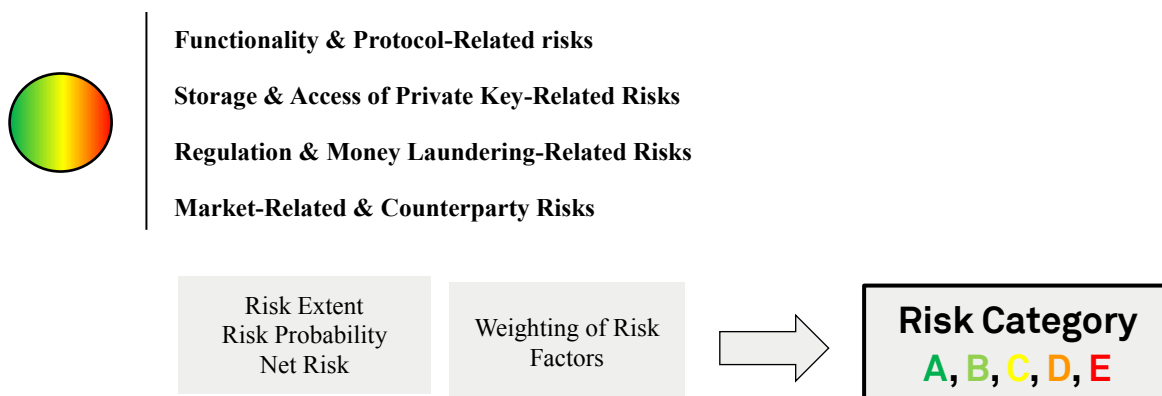 Functionality & Protocol-Related risks
Storage & Access of Private Key-Related Risks
Regulation & Money Laundering-Related Risks
Market-Related & Counterparty Risks
Risk Extent
Risk Probability
Net Risk
Weighting of Risk
Factors
Risk Category
A, B, C, D, E